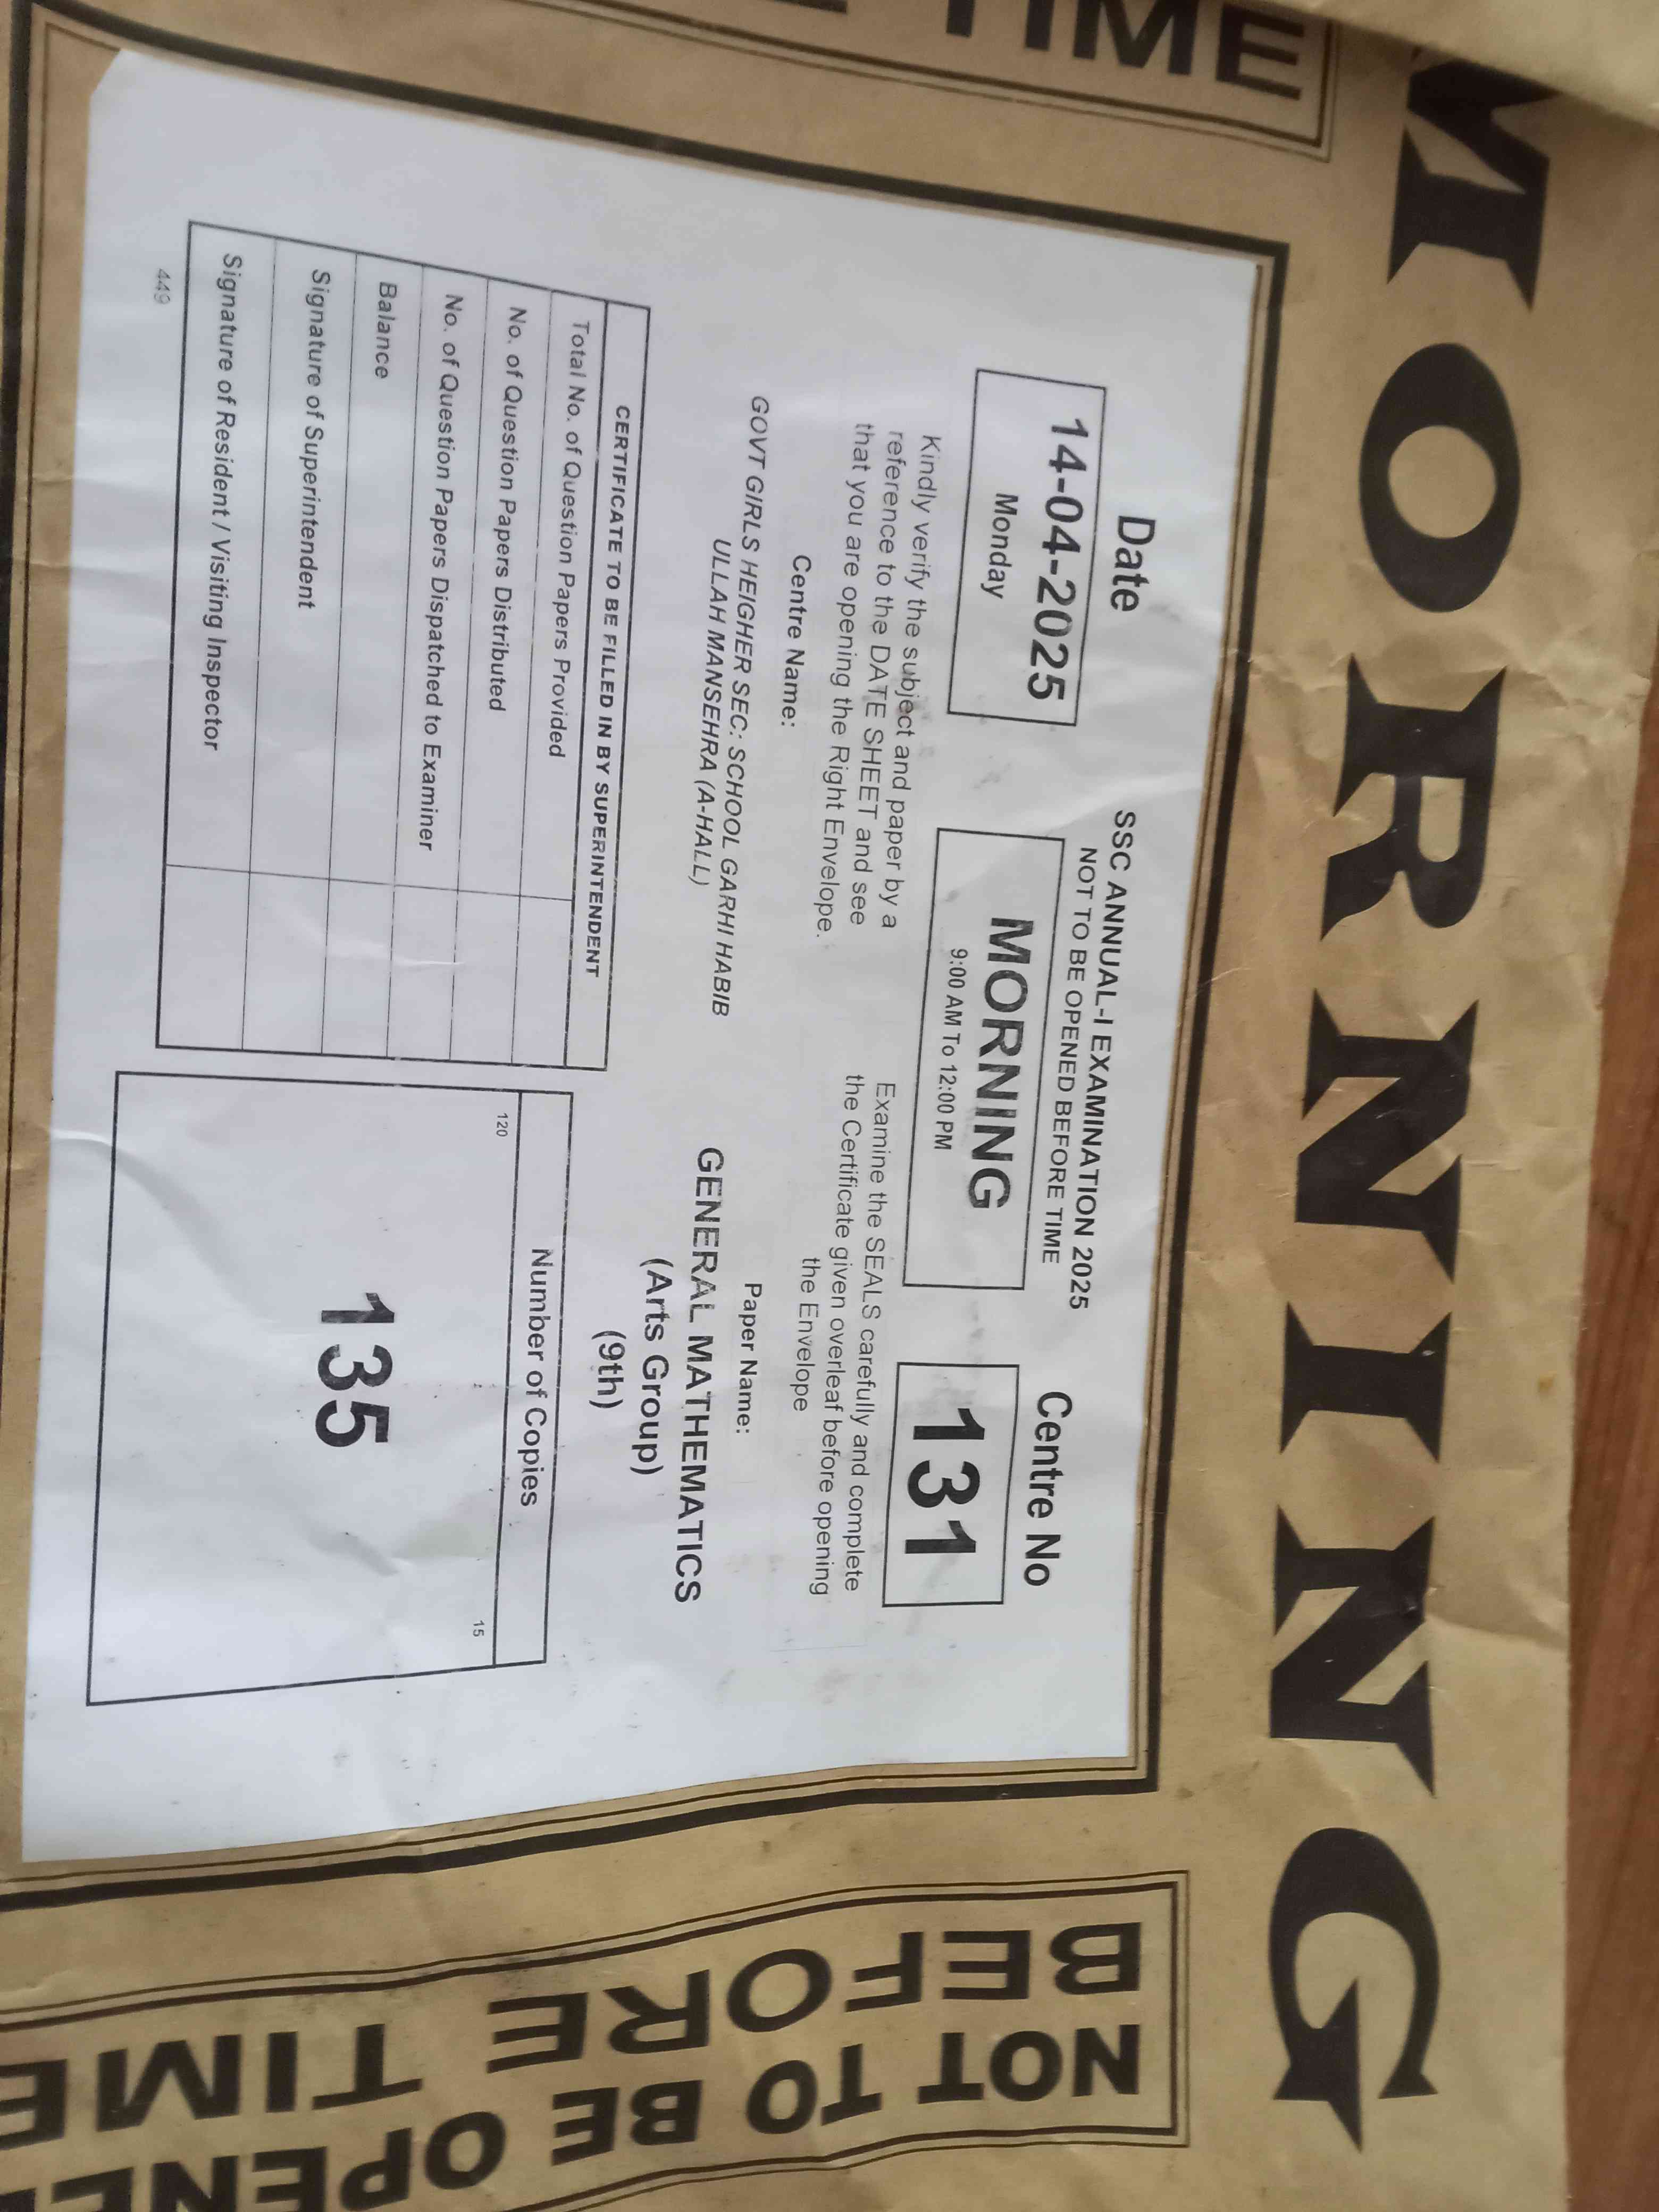 TIME
MORNING
Date
14-04-2025
Monday
SSC ANNUAL-I EXAMINATION 2025
NOT TO BE OPENED BEFORE TIME
MORNING
9:00 AM To 12:00 PM
Centre No
131
Kindly verify the subject and paper by a
reference to the DATE SHEET and see
that you are opening the Right Envelope.
Examine the SEALS carefully and complete
the Certificate given overleaf before opening
the Envelope
Centre Name:
GOVT GIRLS HEIGHER SEC: SCHOOL GARHI HABIB
ULLAH MANSEHRA (A-HALL)
Paper Name:
GENERAL MATHEMATICS
(Arts Group)
(9th)
CERTIFICATE TO BE FILLED IN BY SUPERINTENDENT
Total No. of Question Papers Provided
No. of Question Papers Distributed
No. of Question Papers Dispatched to Examiner
Balance
Signature of Superintendent
Signature of Resident / Visiting Inspector
449
Number of Copies
120 15
135
NOT TO BE
BEFORE TIME